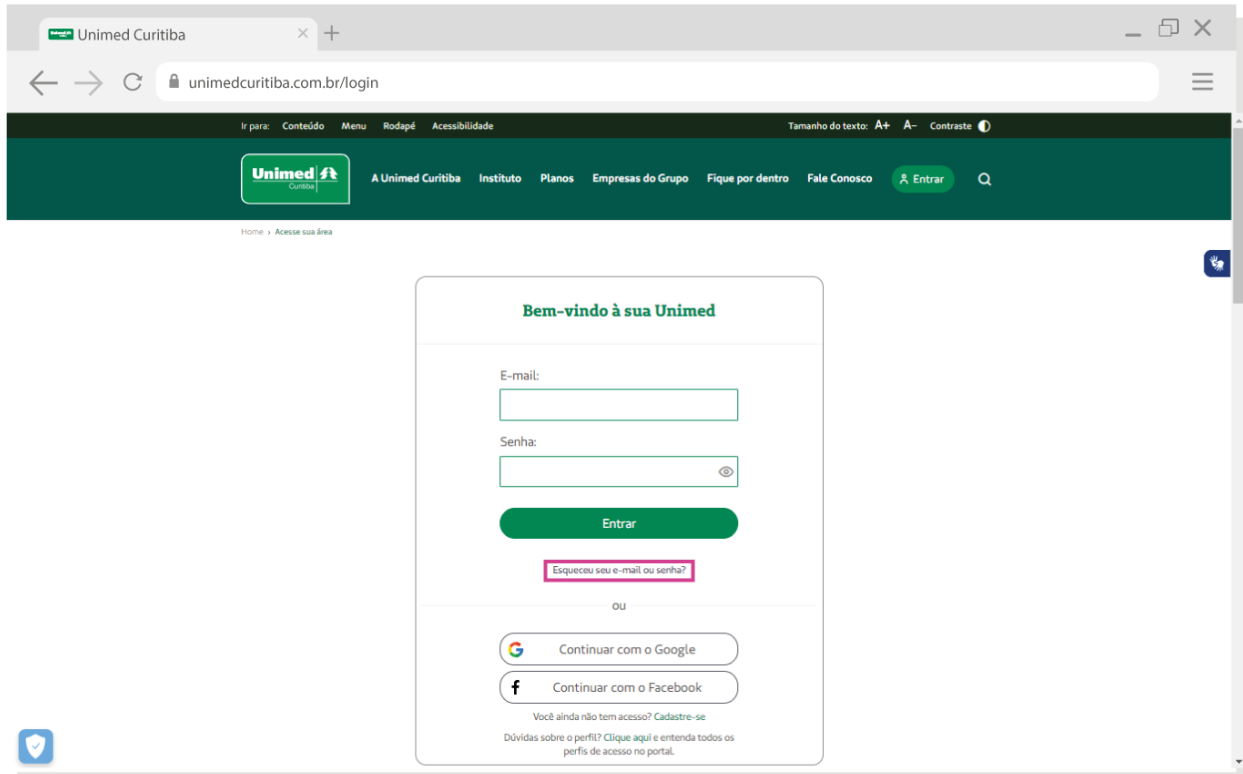 Unimed Curitiba
unimedcuritiba.com.br/login
Ir para: Conteúdo Menu Rodapé Acessibilidade Tamanho do texto: A+ A- Contraste
Unimed Curitiba
A Unimed Curitiba Instituto Planos Empresas do Grupo Fique por dentro Fale Conosco Entrar
Home › Acesse sua área
Bem-vindo à sua Unimed
E-mail:
Senha:
Entrar
Esqueceu seu e-mail ou senha?
ou
Continuar com o Google
Continuar com o Facebook
Você ainda não tem acesso? Cadastre-se
Dúvidas sobre o perfil? Clique aqui e entenda todos os
perfis de acesso no portal.